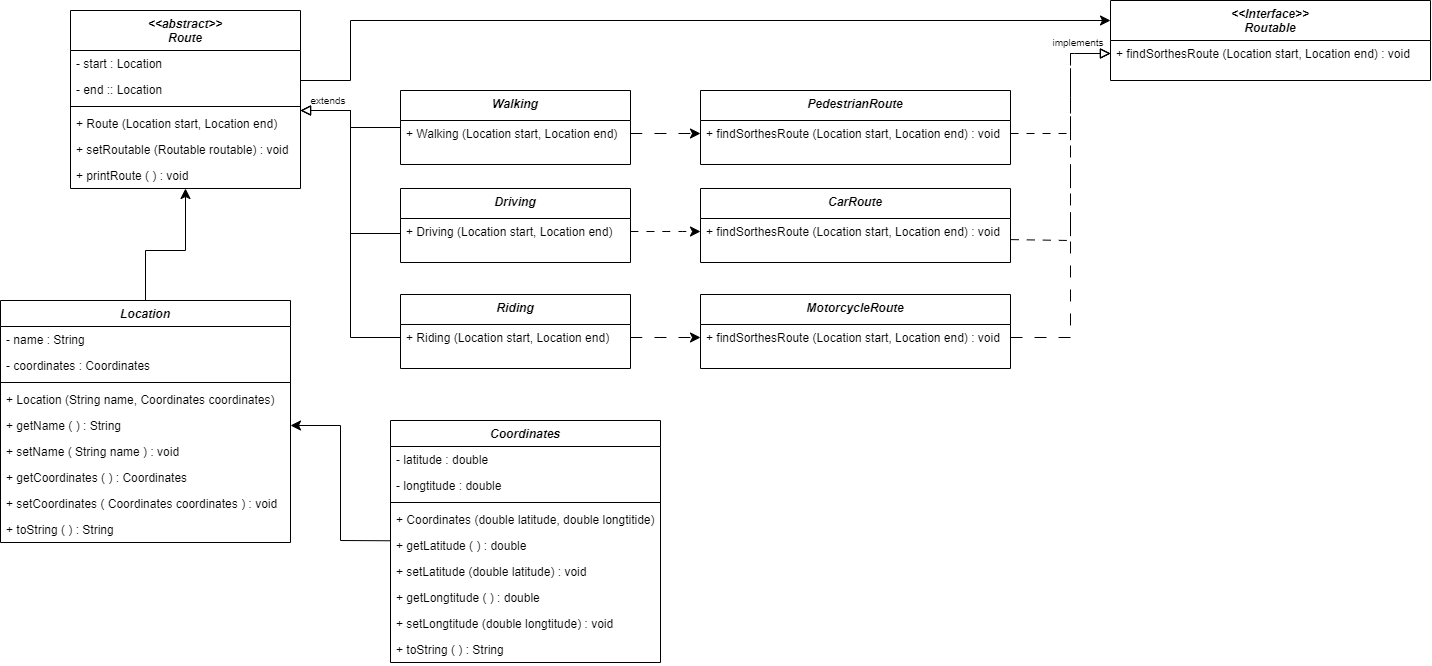 <<abstract>>
Route
- start : Location
- end :: Location
+ Route (Location start, Location end)
+ setRoutable (Routable routable) : void
+ printRoute ( ) : void
<<Interface>>
Routable
+ findSorthesRoute (Location start, Location end) : void
implements
extends
Walking
+ Walking (Location start, Location end)
PedestrianRoute
+ findSorthesRoute (Location start, Location end) : void
Driving
+ Driving (Location start, Location end)
CarRoute
+ findSorthesRoute (Location start, Location end) : void
Riding
+ Riding (Location start, Location end)
MotorcycleRoute
+ findSorthesRoute (Location start, Location end) : void
Location
- name : String
- coordinates : Coordinates
+ Location (String name, Coordinates coordinates)
+ getName ( ) : String
+ setName ( String name ) : void
+ getCoordinates ( ) : Coordinates
+ setCoordinates ( Coordinates coordinates ) : void
+ toString ( ) : String
Coordinates
- latitude : double
- longtitude : double
+ Coordinates (double latitude, double longtitide)
+ getLatitude ( ) : double
+ setLatitude (double latitude) : void
+ getLongtitude ( ) : double
+ setLongtitude (double longtitude) : void
+ toString ( ) : String